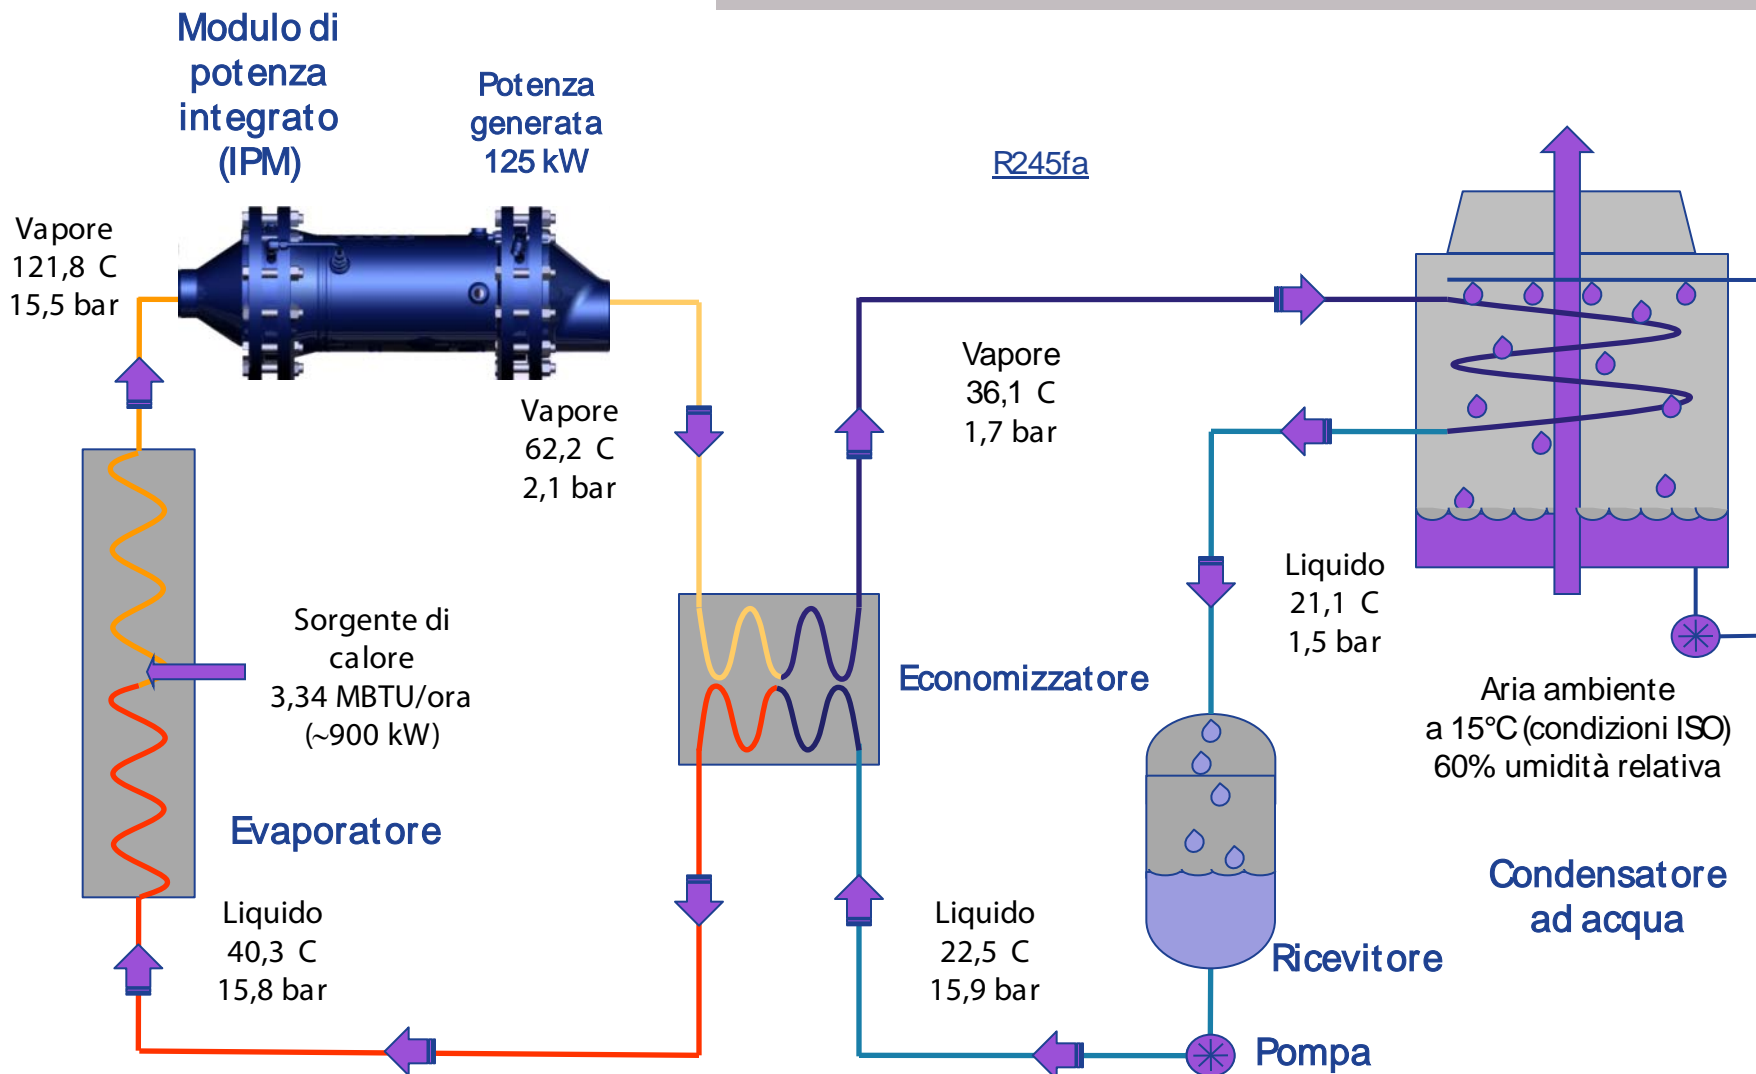 Modulo di
potenza
integrato
(IPM)
Potenza
generata
125 kW
R245fa
Vapore
121,8 C
15,5 bar
Vapore
62,2 C
2,1 bar
Vapore
36,1 C
1,7 bar
Liquido
21,1 C
1,5 bar
Sorgente di
calore
3,34 MBTU/ora
(~900 kW)
Economizzatore
Aria ambiente
a 15°C (condizioni ISO)
60% umidità relativa
Evaporatore
Condensatore
ad acqua
Liquido
40,3 C
15,8 bar
Liquido
22,5 C
15,9 bar
Ricevitore
Pompa